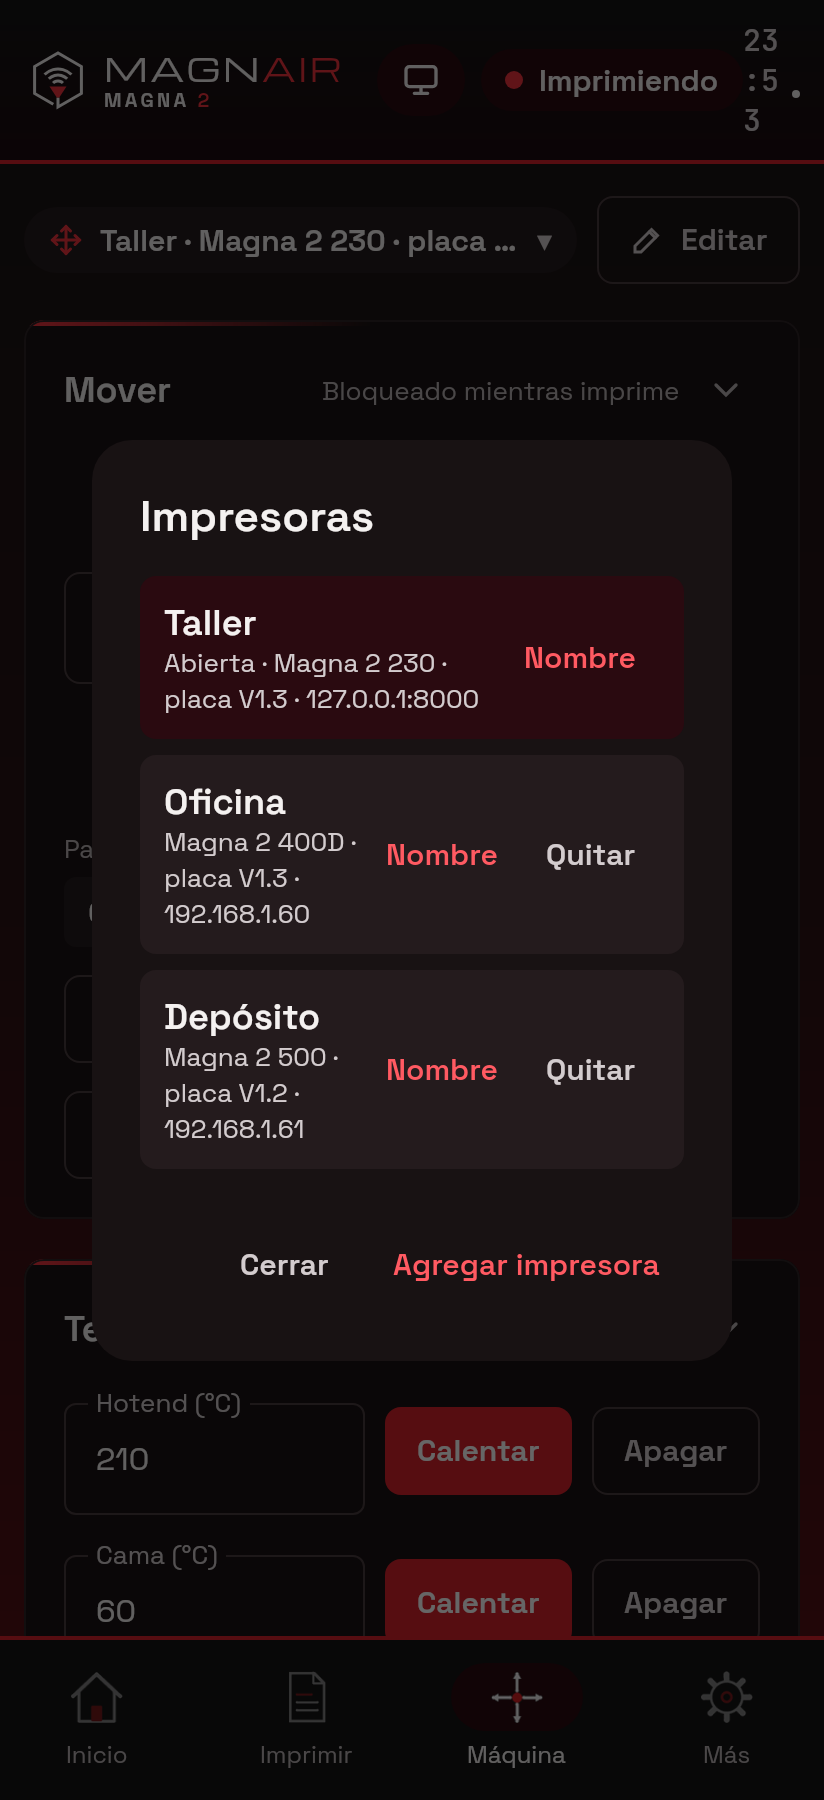 MAGNAIR
MAGNA 2
Imprimiendo
23
:5
3
Taller · Magna 2 230 · placa ...
Editar
Mover
Bloqueado mientras imprime
Impresoras
Taller
Abierta · Magna 2 230 ·
placa V1.3 · 127.0.0.1:8000
Nombre
Oficina
Magna 2 400D ·
placa V1.3 ·
192.168.1.60
Nombre
Quitar
Depósito
Magna 2 500 ·
placa V1.2 ·
192.168.1.61
Nombre
Quitar
Cerrar
Agregar impresora
Hotend (°C)
210
Calentar
Apagar
Cama (°C)
60
Calentar
Apagar
Inicio
Imprimir
Máquina
Más